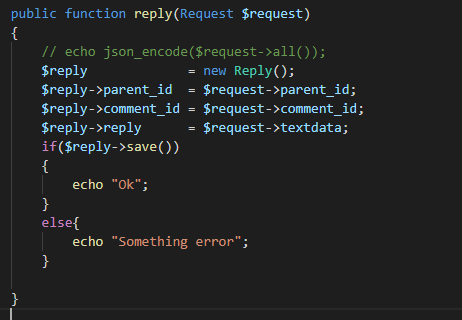 public function reply(Request $request)
{
// echo json_encode($request->all());
$reply = new Reply();
$reply->parent_id = $request->parent_id;
$reply->comment_id = $request->comment_id;
$reply->reply = $request->textdata;
if($reply->save())
{
echo "Ok";
}
else{
echo "Something error";
}
}